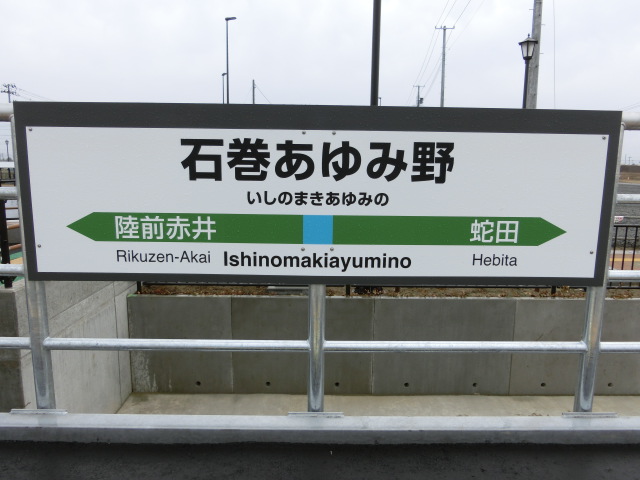 石巻あゆみ野
いしのまきあゆみの
陸前赤井 蛇田
Rikuzen-Akai Ishinomakiayumino Hebita